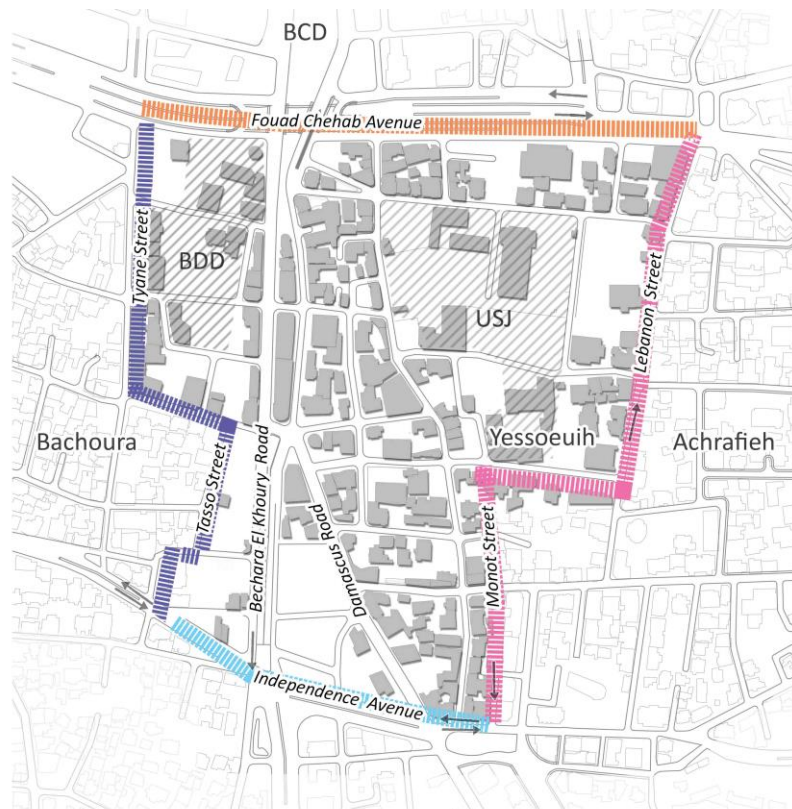 BCD
Fouad Chehab Avenue
Tyane Street
BDD
USJ
Lebanon Street
Bachoura
Yessoeuih
Achrafieh
Tasso Street
Bechara El Khoury Road
Damascus Road
Monot Street
Independence Avenue